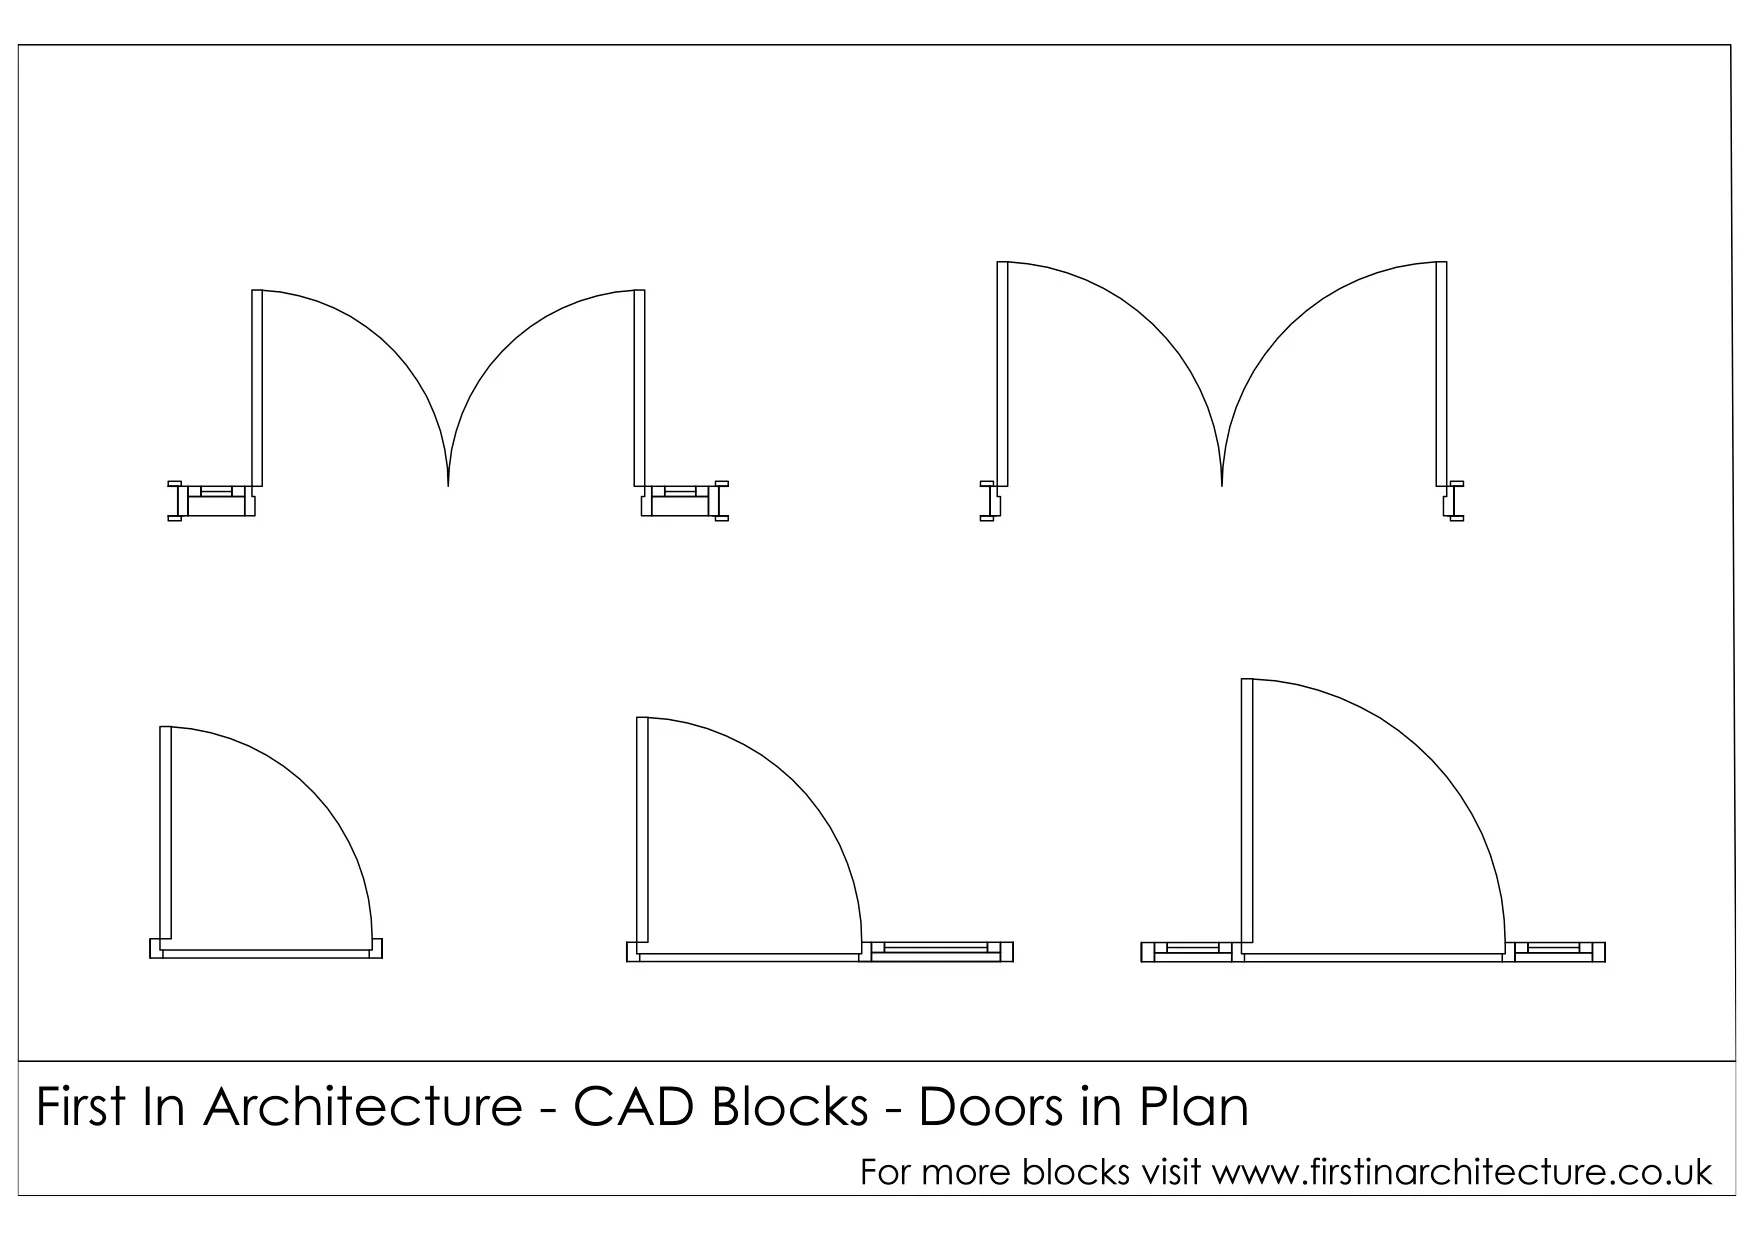 First In Architecture - CAD Blocks - Doors in Plan
For more blocks visit www.firstinarchitecture.co.uk